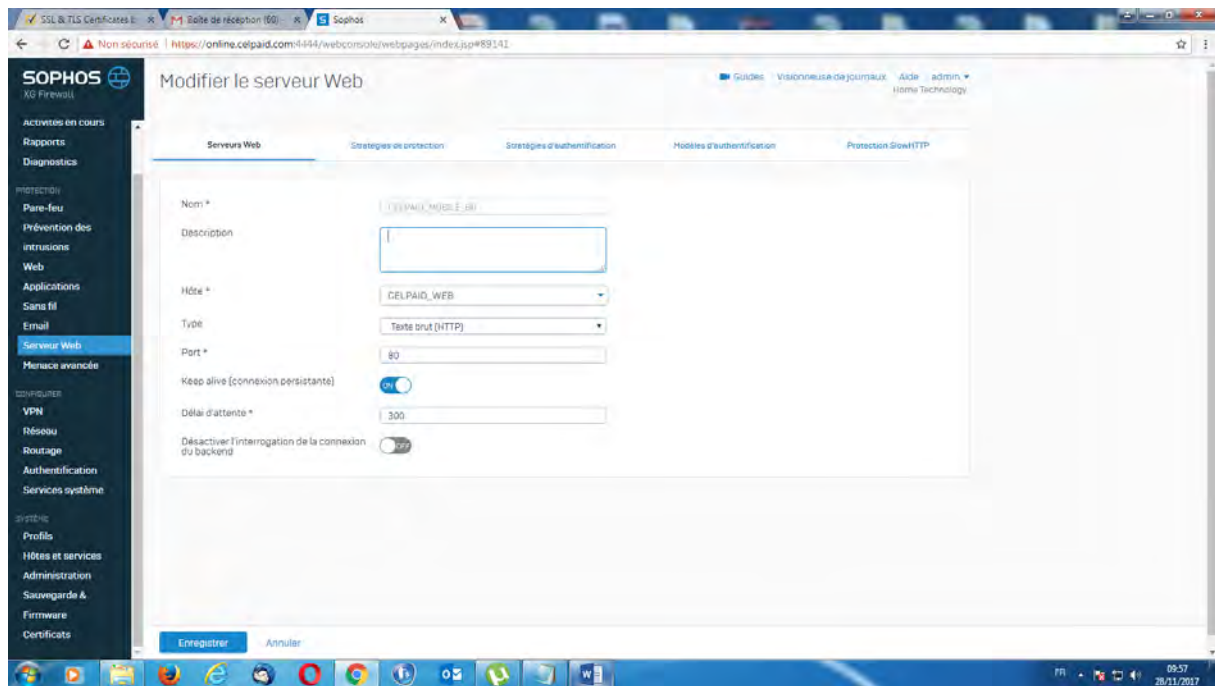 SSL & TLS Certificates
Boîte de réception (60)
Sophos
Non sécurisé
https://online.celpaid.com:4444/webconsole/webpages/index.jsp#89141
SOPHOS
XG Firewall
Modifier le serveur Web
Guides
Visionneuse de journaux
Aide
admin
Home Technology
Activités en cours
Rapports
Diagnostics
PROTECTION
Pare-feu
Prévention des
intrusions
Web
Applications
Sans fil
Email
Serveur Web
Menace avancée
CONFIGURER
VPN
Réseau
Routage
Authentification
Services système
SYSTÈME
Profils
Hôtes et services
Administration
Sauvegarde &
Firmware
Certificats
Serveurs Web
Stratégies de protection
Stratégies d'authentification
Modèles d'authentification
Protection SlowHTTP
Nom *
CELPAID_MOBILE_80
Description
Hôte *
CELPAID_WEB
Type
Texte brut (HTTP)
Port *
80
Keep alive (connexion persistante)
ON
Délai d'attente *
300
Désactiver l'interrogation de la connexion
du backend
OFF
Enregistrer
Annuler
FR
09:57
28/11/2017